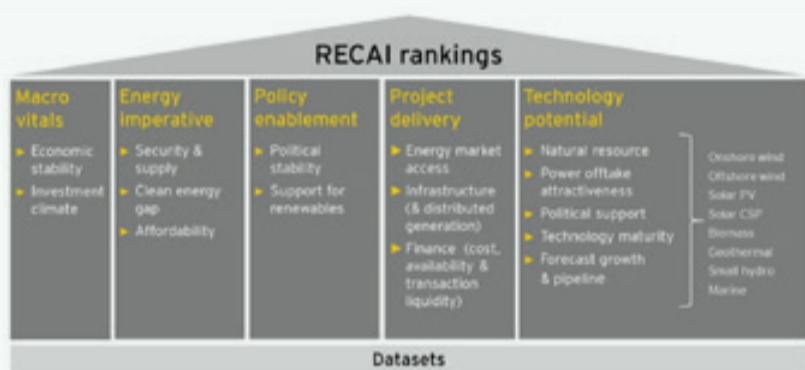 RECAI rankings
Macro
vitals
Economic
stability
Investment
climate
Energy
imperative
Security &
supply
Clean energy
gap
Affordability
Policy
enablement
Political
stability
Support for
renewables
Project
delivery
Energy market
access
Infrastructure
(& distributed
generation)
Finance (cost,
availability &
transaction
liquidity)
Technology
potential
Natural resource
Power offtake
attractiveness
Political support
Technology maturity
Forecast growth
& pipeline
Onshore wind
Offshore wind
Solar PV
Solar CSP
Biomass
Geothermal
Small hydro
Marine
Datasets